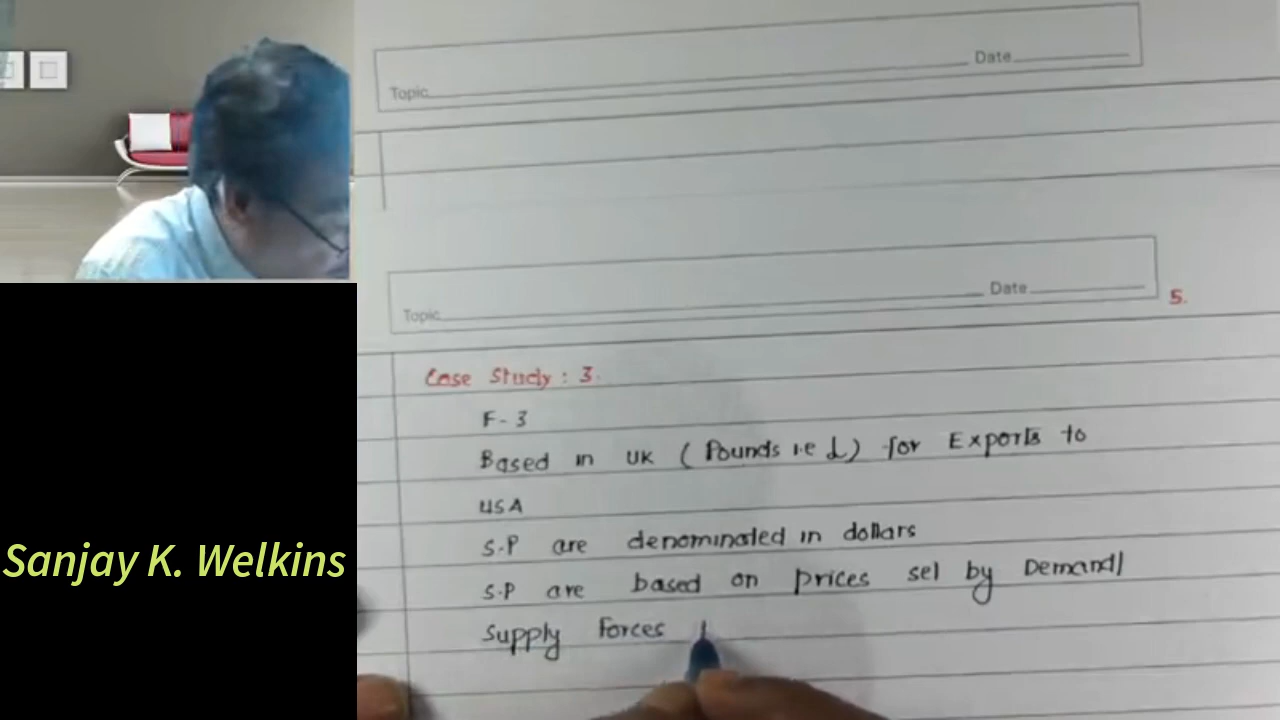 Topic Date
Topic Date
5.
Case Study : 3.
F-3
Based in UK ( Pounds i.e £) for Exports to
USA
S.P are denominated in dollars
S.P are based on prices set by Demand/
Supply Forces
Sanjay K. Welkins